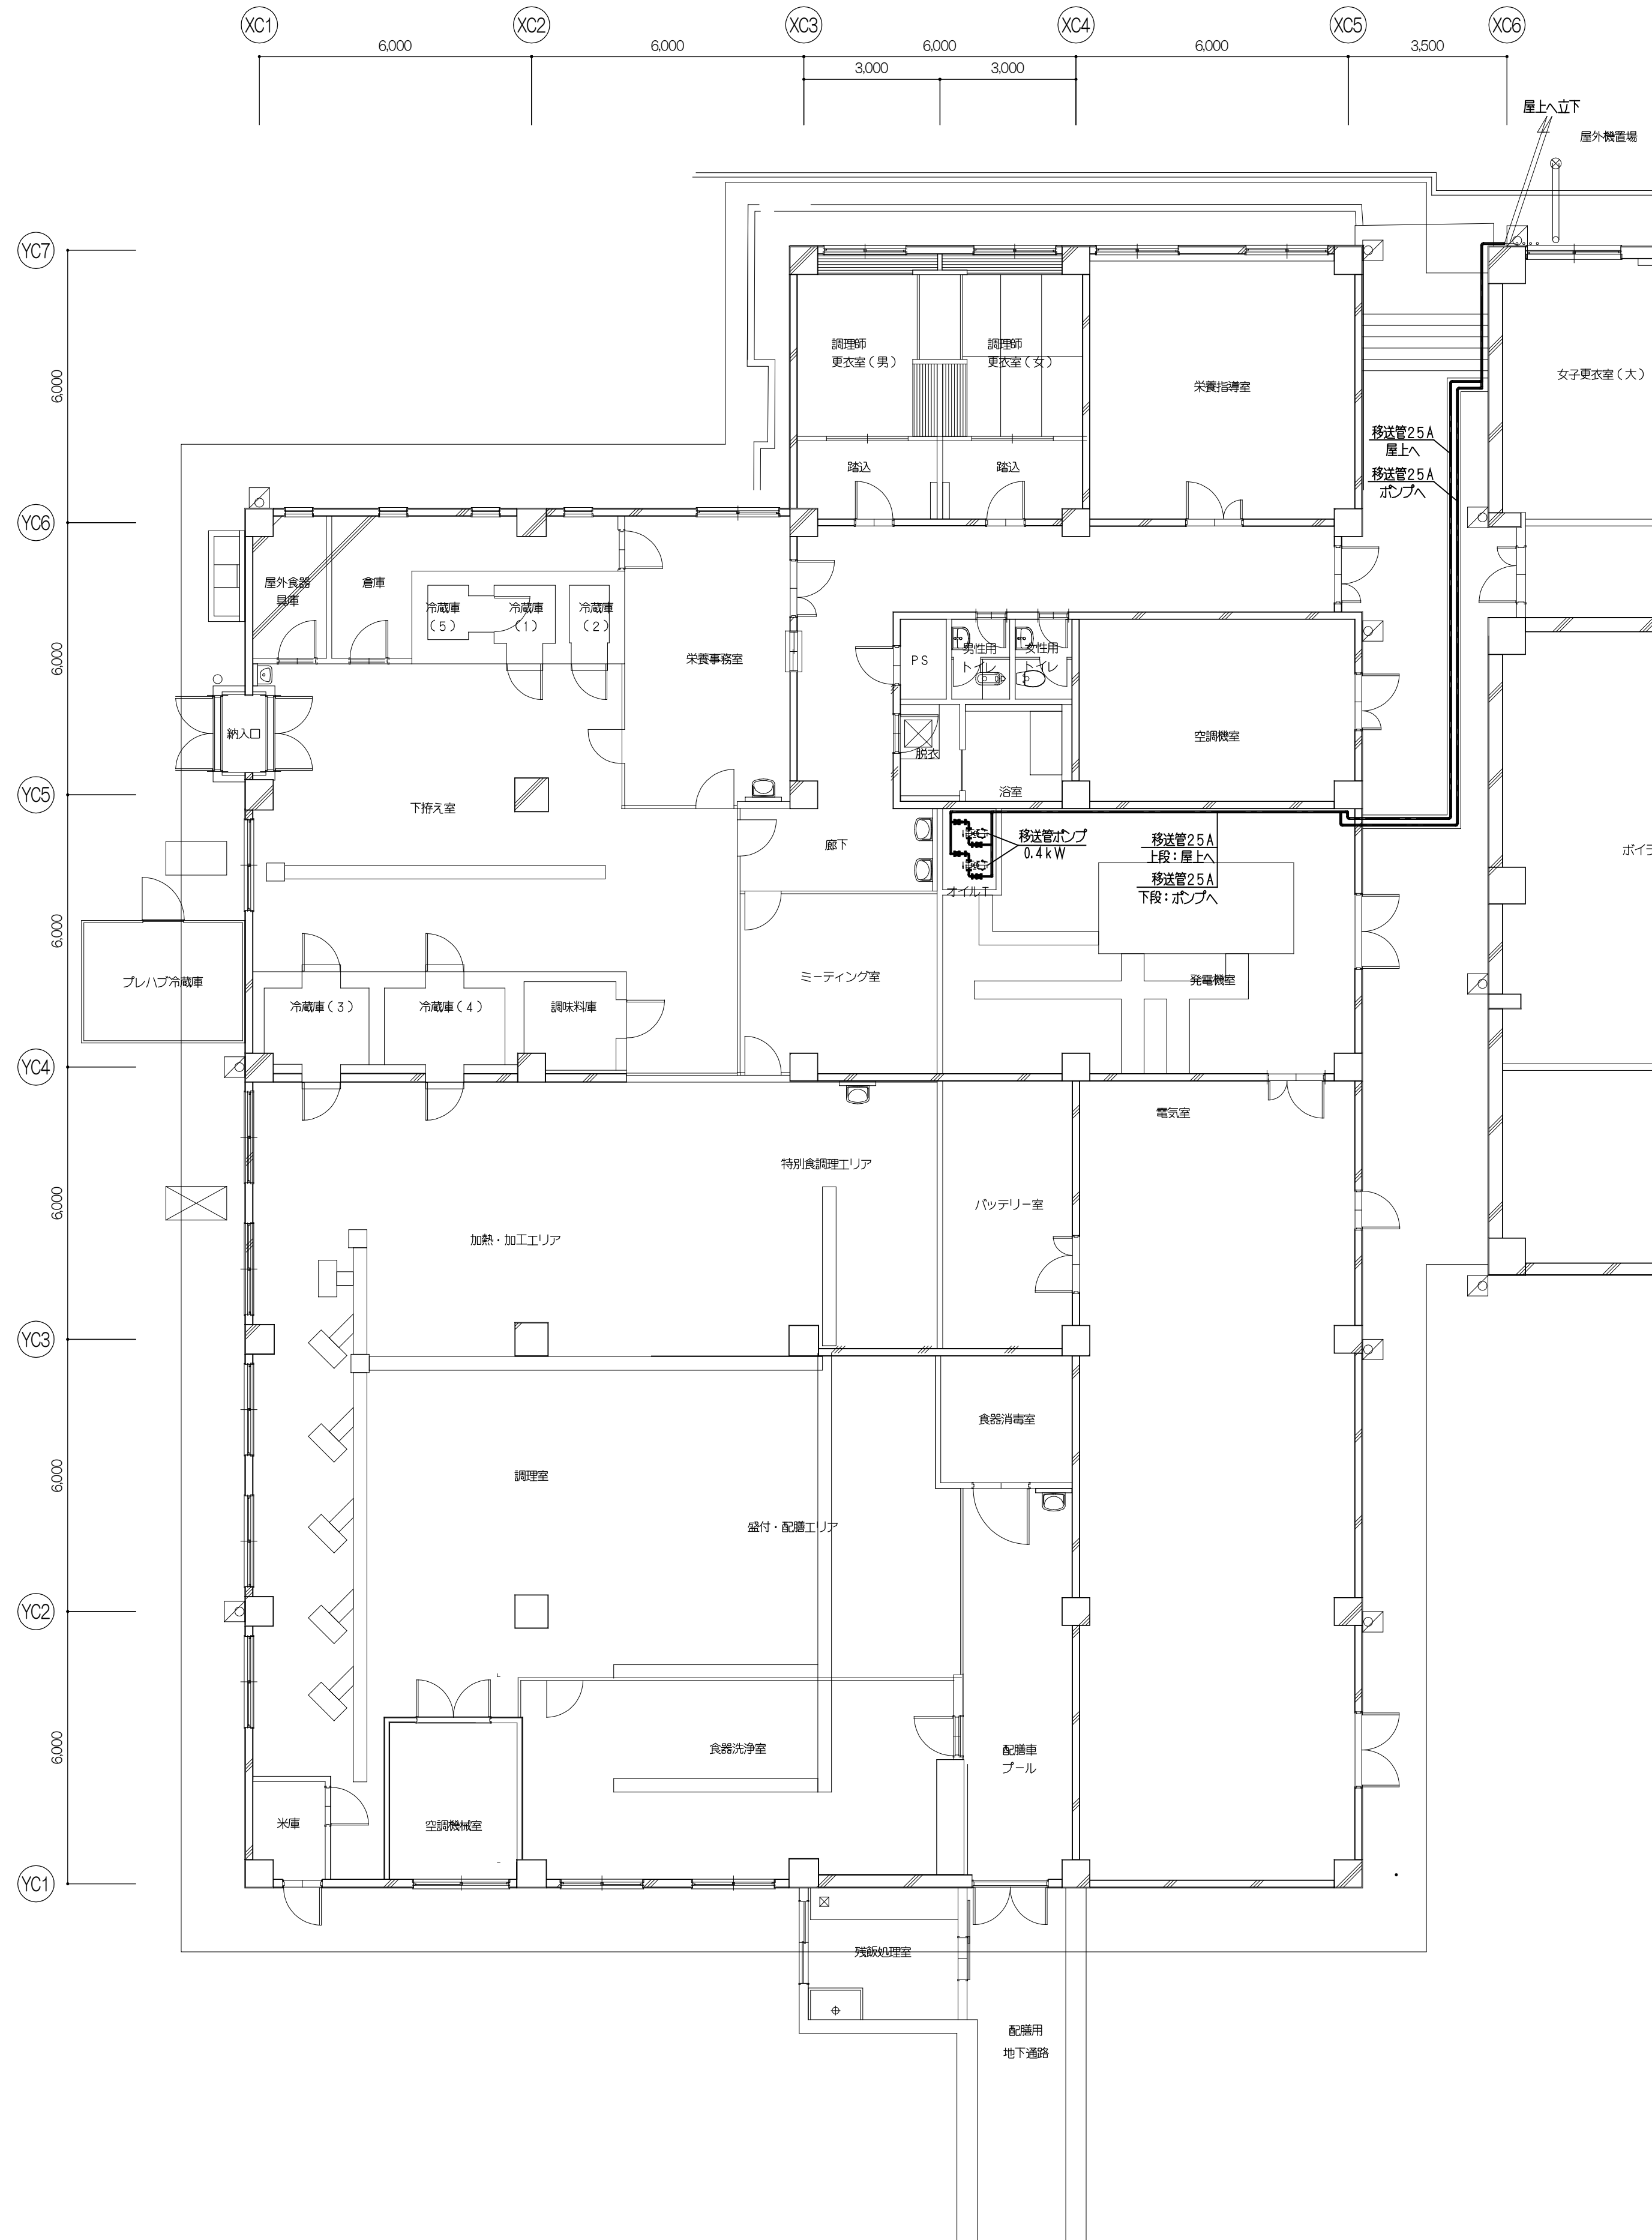 XC1
XC2
XC3
XC4
XC5
XC6
6,000
6,000
6,000
6,000
3,500
3,000
3,000
屋上へ立下
屋外機置場
YC7
調理師
更衣室(男)
調理師
更衣室(女)
栄養指導室
女子更衣室(大)
6,000
移送管25A
屋上へ
移送管25A
ポンプへ
踏込
踏込
YC6
屋外食器
具庫
倉庫
冷蔵庫
(5)
冷蔵庫
(1)
冷蔵庫
(2)
栄養事務室
PS
男性用
トイレ
女性用
トイレ
6,000
納入口
空調機室
脱衣
浴室
YC5
下拵え室
廊下
移送管ポンプ
0.4kW
移送管25A
上段:屋上へ
移送管25A
下段:ポンプへ
オイルT
ボイラ
6,000
プレハブ冷蔵庫
冷蔵庫(3)
冷蔵庫(4)
調味料庫
ミーティング室
発電機室
YC4
電気室
特別食調理エリア
バッテリー室
6,000
加熱・加工エリア
YC3
食器消毒室
6,000
調理室
盛付・配膳エリア
YC2
6,000
食器洗浄室
配膳車
プール
米庫
空調機械室
YC1
残飯処理室
配膳用
地下通路